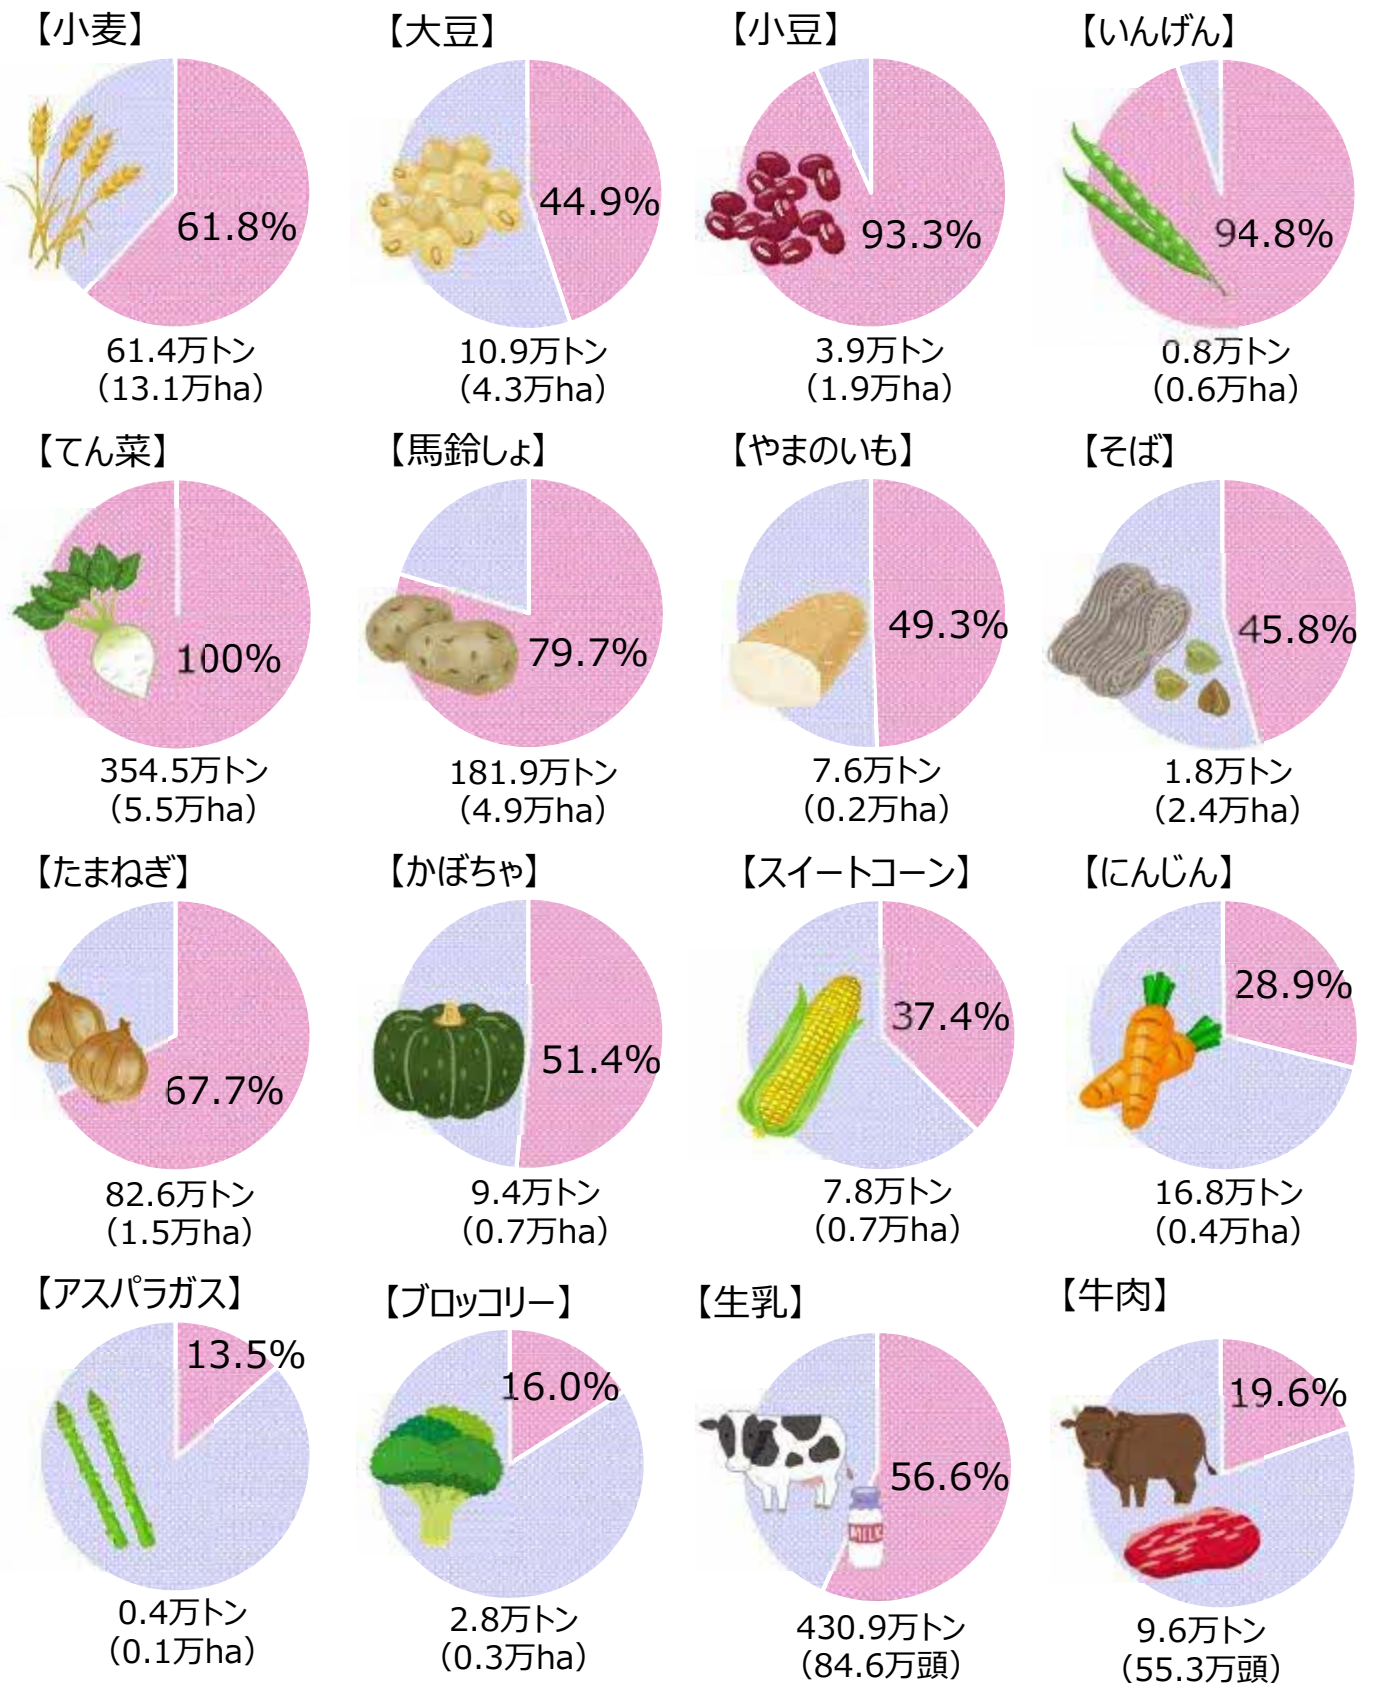 【小麦】
【大豆】
【小豆】
【いんげん】
61.8%
44.9%
93.3%
94.8%
61.4万トン
（13.1万ha）
10.9万トン
（4.3万ha）
3.9万トン
（1.9万ha）
0.8万トン
（0.6万ha）
【てん菜】
【馬鈴しょ】
【やまのいも】
【そば】
100%
79.7%
49.3%
45.8%
354.5万トン
（5.5万ha）
181.9万トン
（4.9万ha）
7.6万トン
（0.2万ha）
1.8万トン
（2.4万ha）
【たまねぎ】
【かぼちゃ】
【スイートコーン】
【にんじん】
67.7%
51.4%
37.4%
28.9%
82.6万トン
（1.5万ha）
9.4万トン
（0.7万ha）
7.8万トン
（0.7万ha）
16.8万トン
（0.4万ha）
【アスパラガス】
【ブロッコリー】
【生乳】
【牛肉】
13.5%
16.0%
MILK
56.6%
19.6%
0.4万トン
（0.1万ha）
2.8万トン
（0.3万ha）
430.9万トン
（84.6万頭）
9.6万トン
（55.3万頭）